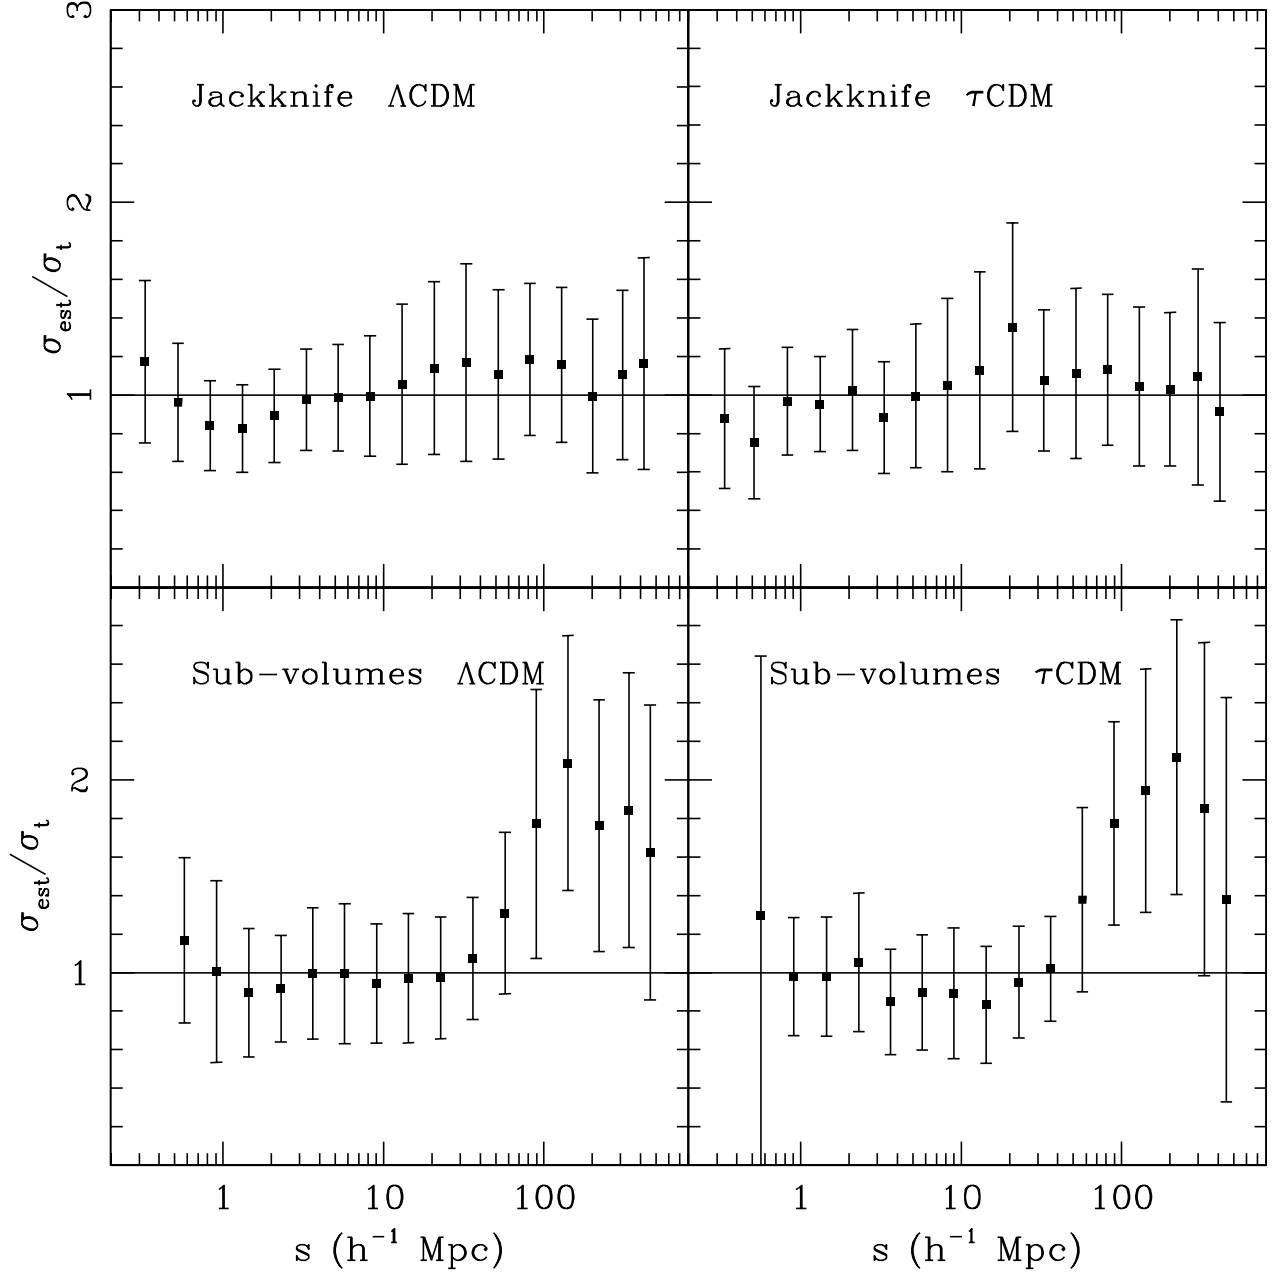 3
Jackknife ΛCDM
Jackknife τCDM
2
σest/σt
1
Sub-volumes ΛCDM
Sub-volumes τCDM
2
σest/σt
1
1 10 100
1 10 100
s (h⁻¹ Mpc)
s (h⁻¹ Mpc)